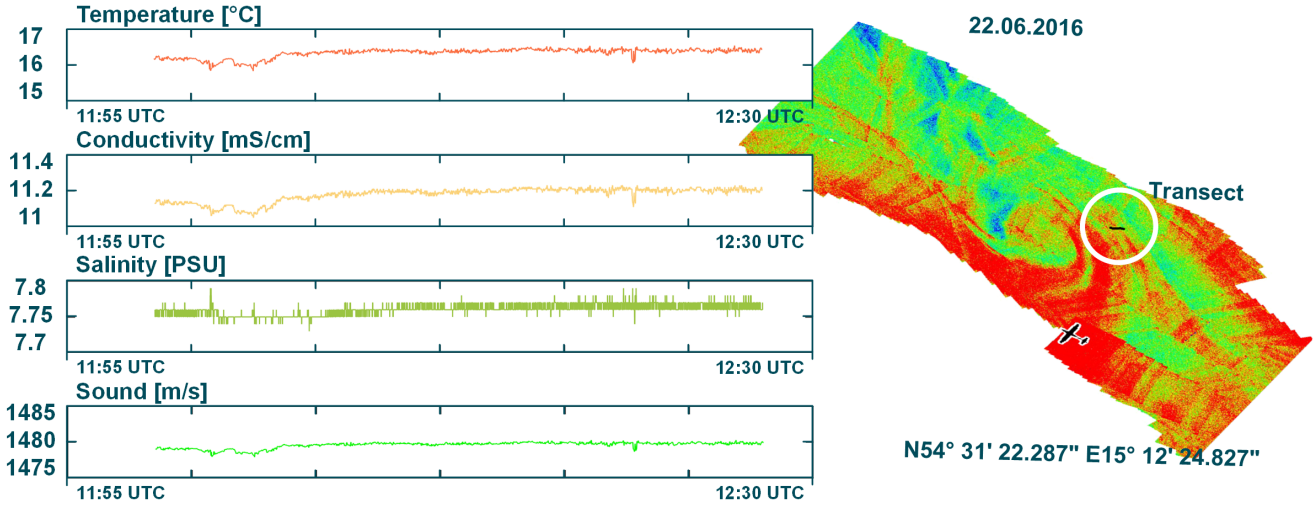 Temperature [°C]
17
16
15
11:55 UTC
12:30 UTC
Conductivity [mS/cm]
11.4
11.2
11
11:55 UTC
12:30 UTC
Salinity [PSU]
7.8
7.75
7.7
11:55 UTC
12:30 UTC
Sound [m/s]
1485
1480
1475
11:55 UTC
12:30 UTC
22.06.2016
Transect
N54° 31' 22.287" E15° 12' 24.827"